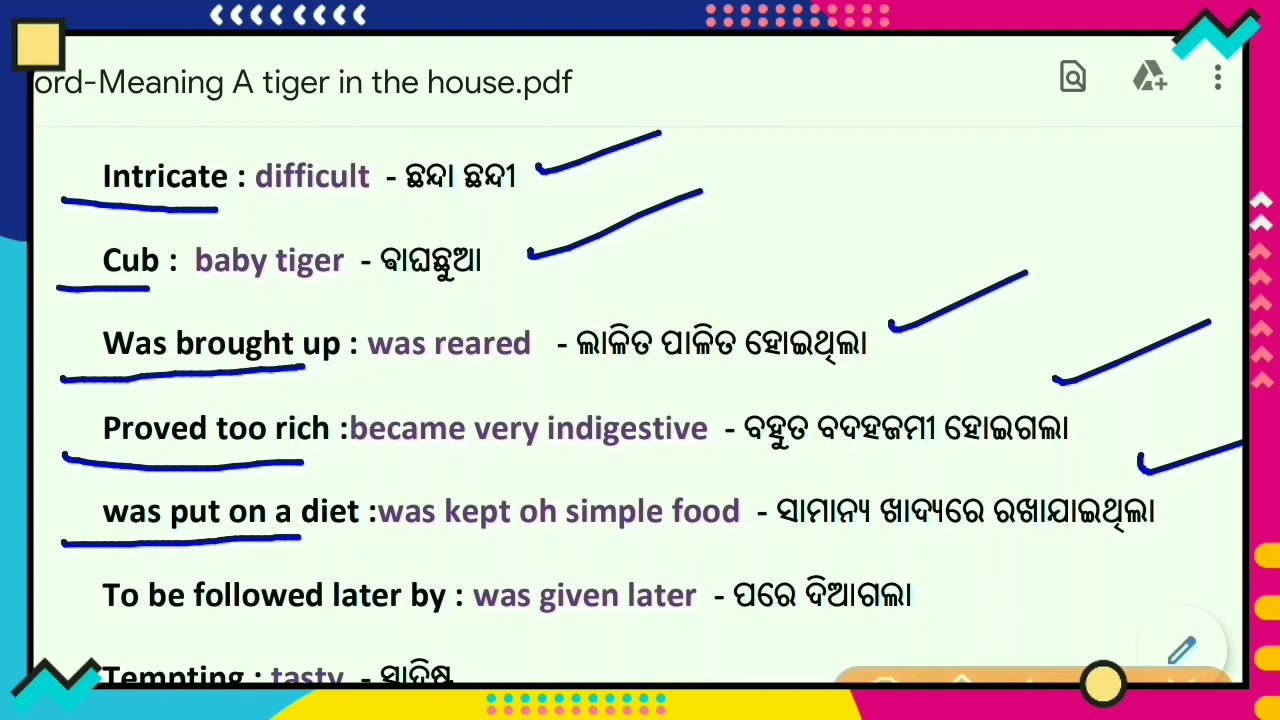 ord-Meaning A tiger in the house.pdf
Intricate : difficult - ଛନ୍ଦା ଛନ୍ଦୀ
Cub : baby tiger - ଵାଘଛୁଆ
Was brought up : was reared - ଲାଳିତ ପାଳିତ ହୋଇଥିଲା
Proved too rich :became very indigestive - ବହୁତ ବଦହଜମୀ ହୋଇଗଲା
was put on a diet :was kept oh simple food - ସାମାନ୍ୟ ଖାଦ୍ୟରେ ରଖାଯାଇଥିଲା
To be followed later by : was given later - ପରେ ଦିଆଗଲା
Tempting : tasty -